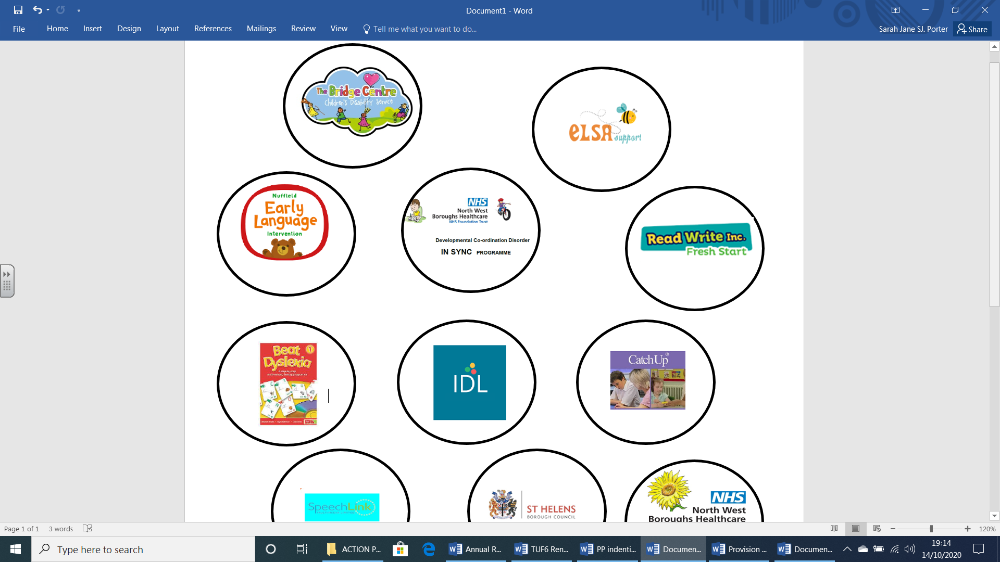 Document1 - Word
File Home Insert Design Layout References Mailings Review View Tell me what you want to do...
Sarah Jane SJ. Porter Share
The Bridge Centre
Children's Disability Service
eLSA support
Nuffield
Early
Language
Intervention
NHS
North West
Boroughs Healthcare
NHS Foundation Trust
Developmental Co-ordination Disorder
IN SYNC PROGRAMME
Read Write Inc.
Fresh Start
Beat 1
Dyslexia
IDL
CatchUp®
SpeechLink
ST HELENS
BOROUGH COUNCIL
NHS
North West
Boroughs Healthcare
Page 1 of 1 3 words
120%
Type here to search
ACTION P...
Annual R...
TUF6 Ren...
PP indenti...
Documen...
Provision ...
Documen...
19:14
14/10/2020